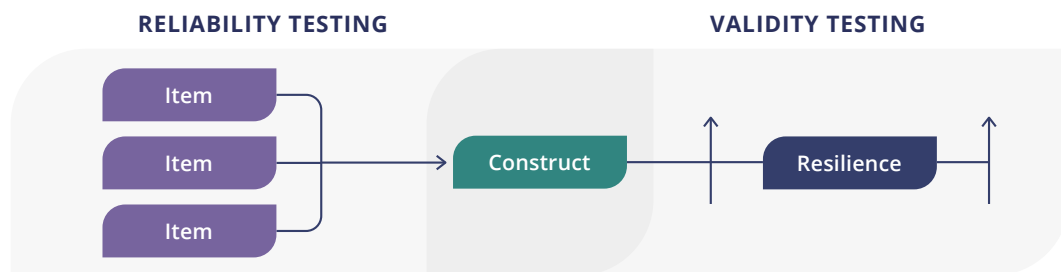 RELIABILITY TESTING
VALIDITY TESTING
Item
Item
Item
Construct
Resilience